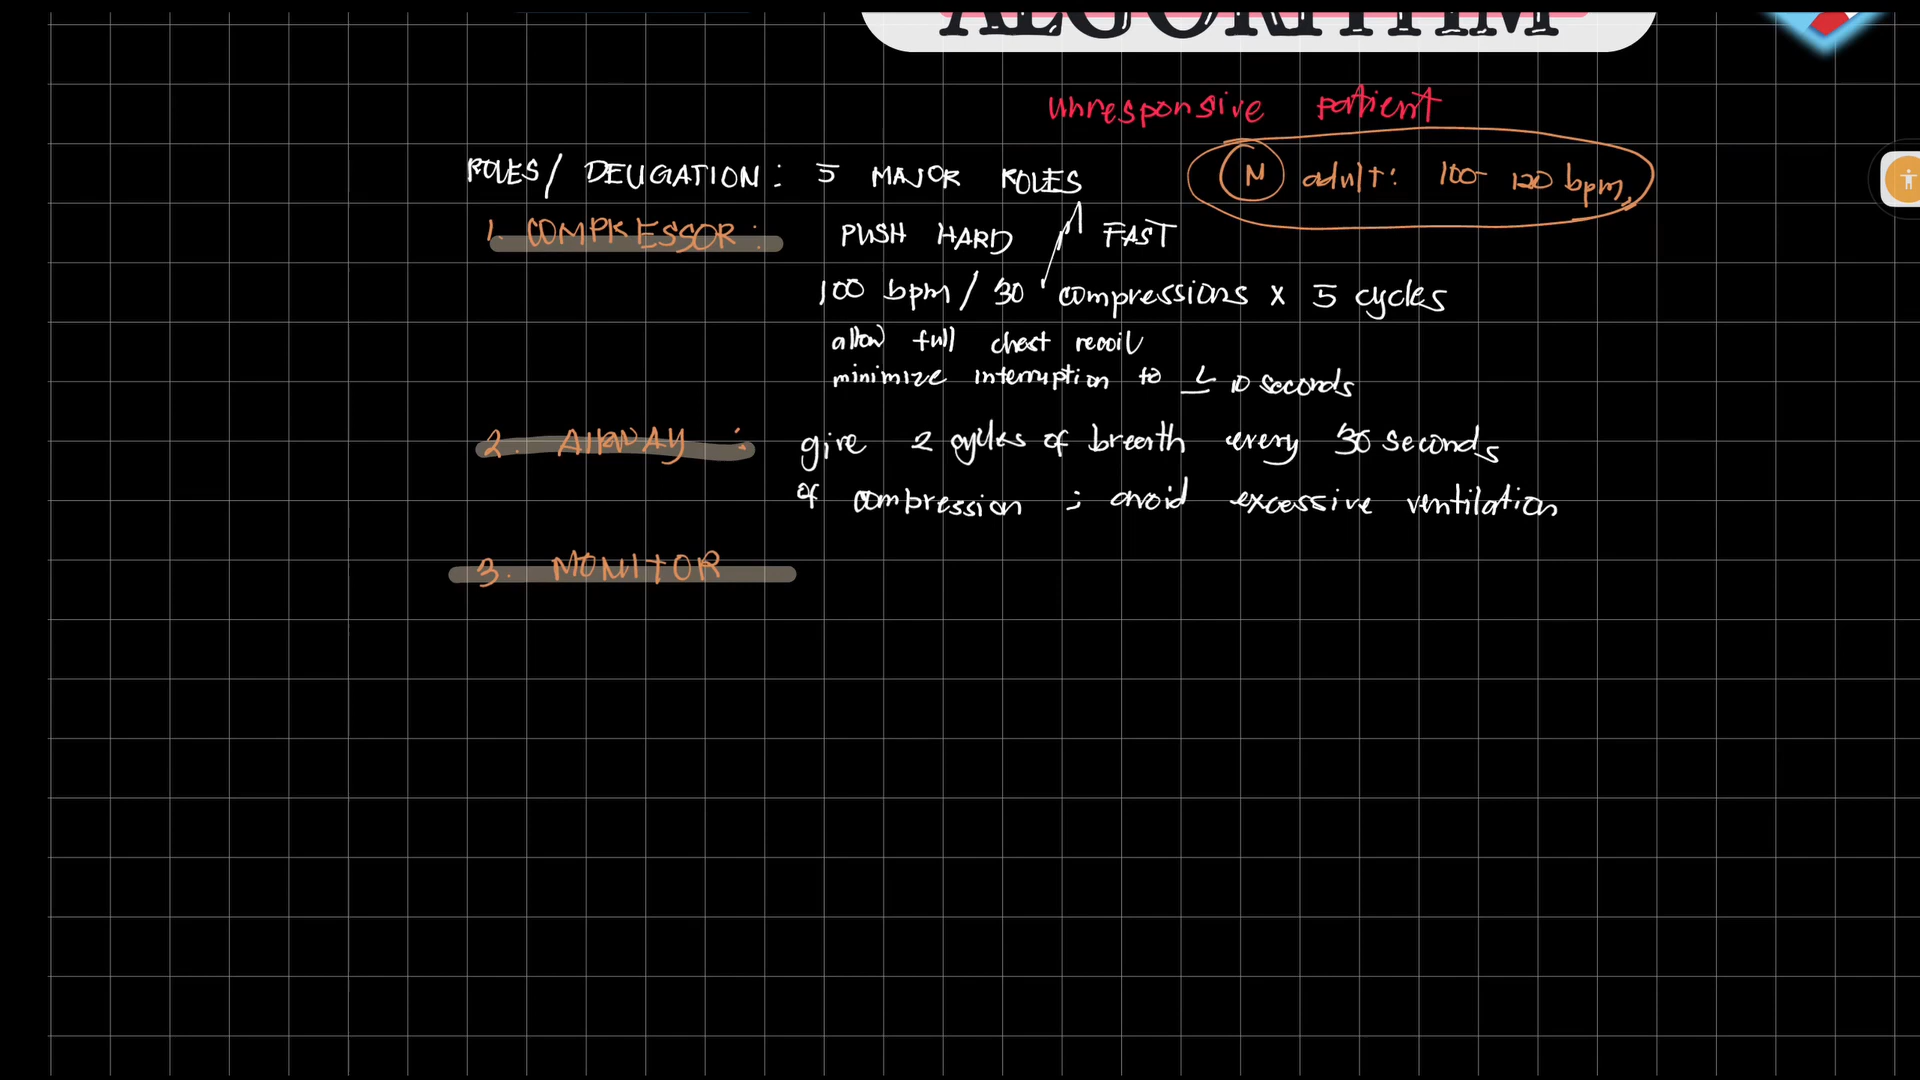 ALGORITHM
unresponsive patient
ROLES/ DELIGATION: 5 MAJOR ROLES
N adult: 100-120 bpm
1. COMPRESSOR: PUSH HARD / FAST
100 bpm/ 30 compressions x 5 cycles
allow full chest recoil
minimize interruption to ≤ 10 seconds
2. AIRWAY : give 2 cycles of breath every 30 seconds
of compression ; avoid excessive ventilation
3. MONITOR